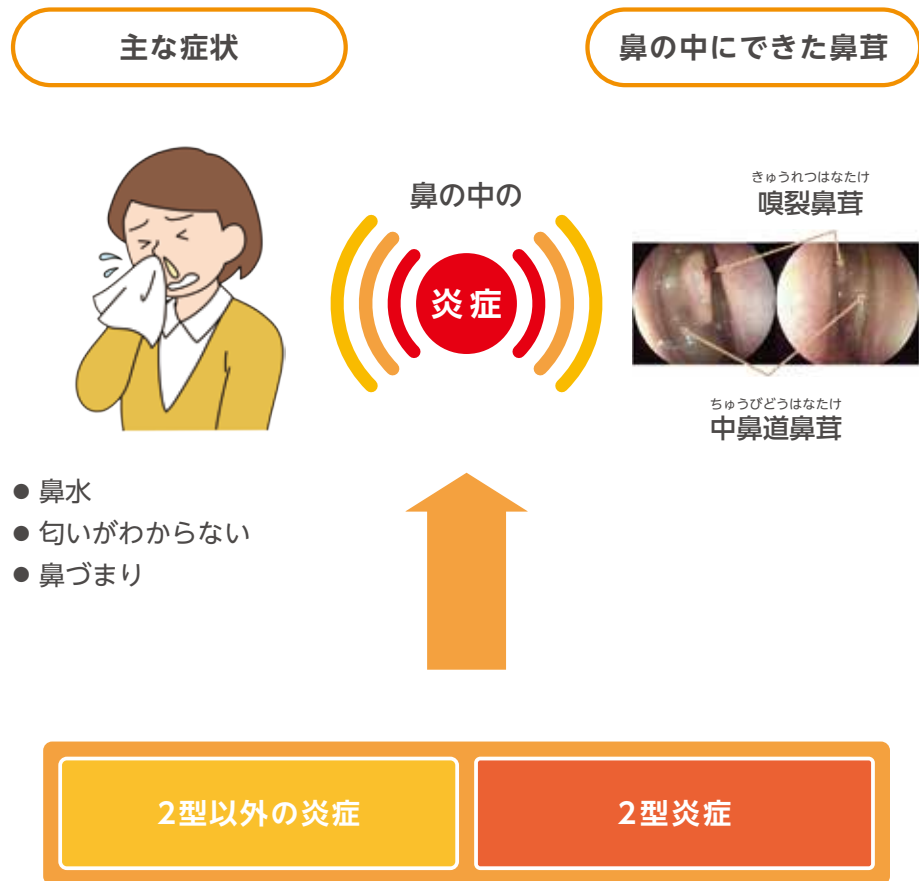 主な症状
鼻の中にできた鼻茸
鼻の中の
炎症
きゅうれつはなたけ
嗅裂鼻茸
ちゅうびどうはなたけ
中鼻道鼻茸
● 鼻水
● 匂いがわからない
● 鼻づまり
2型以外の炎症
2型炎症